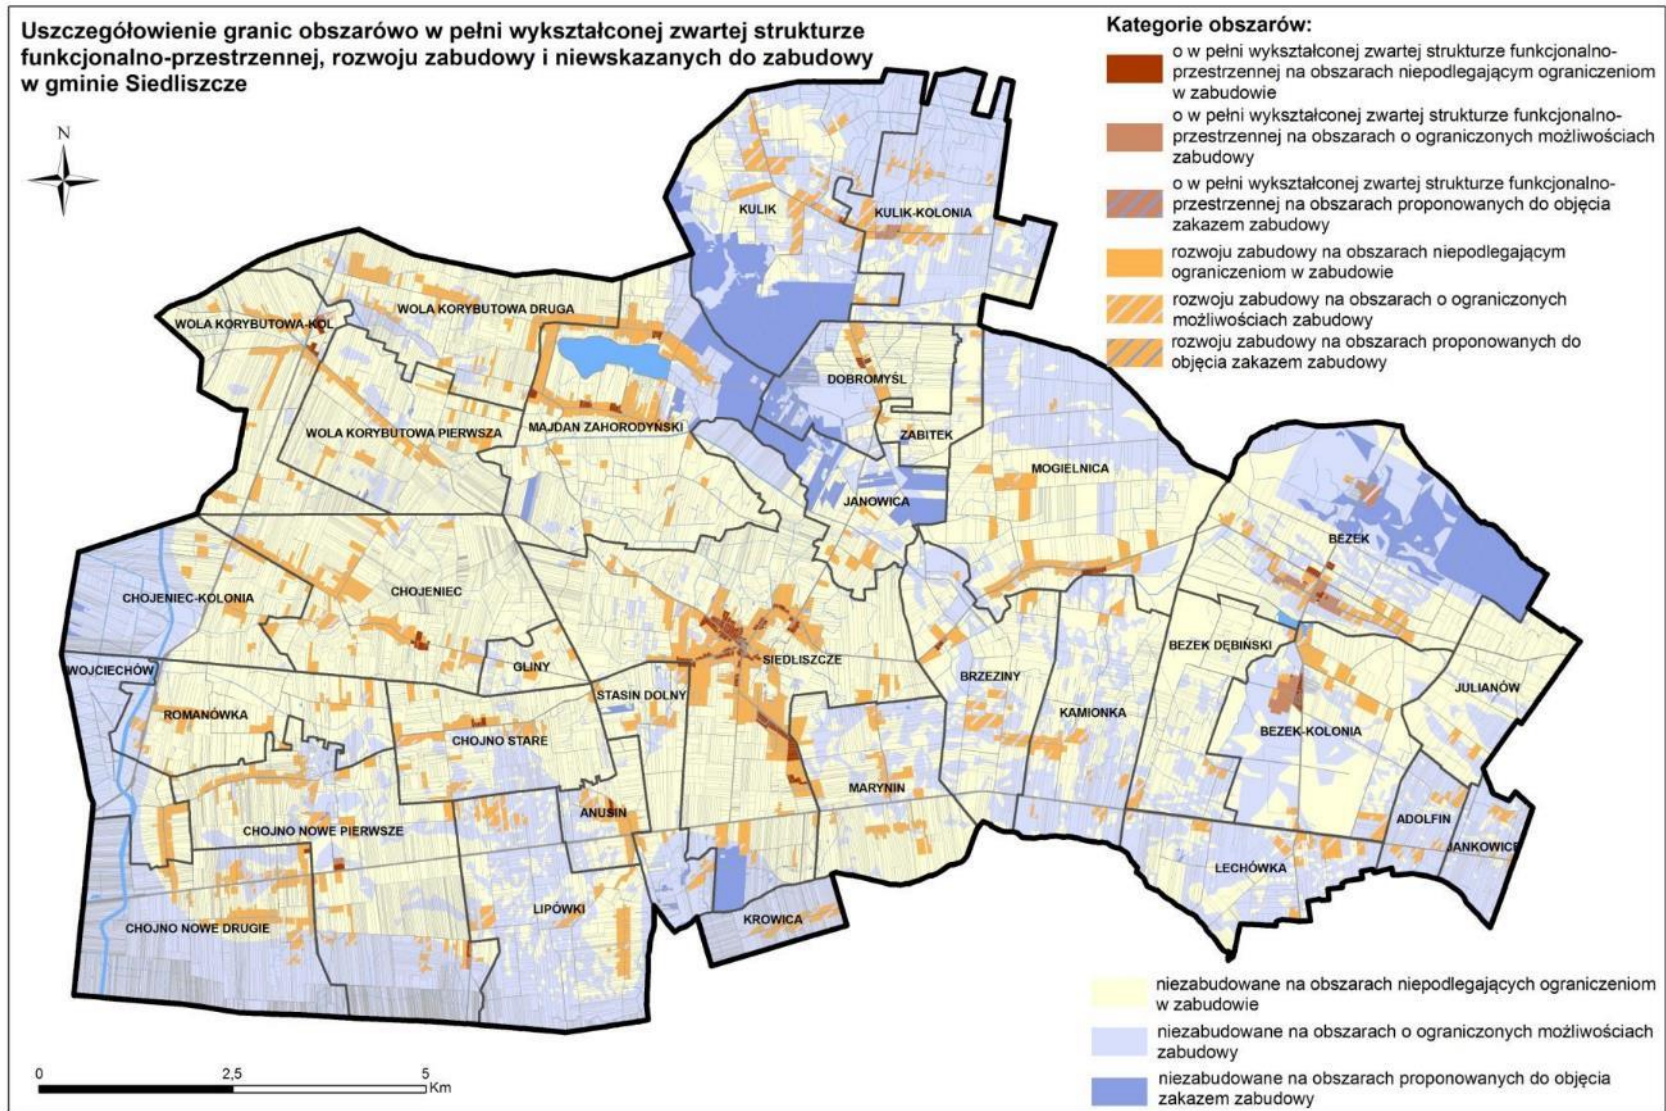 Uszczegółowienie granic obszarówo w pełni wykształconej zwartej strukturze
funkcjonalno-przestrzennej, rozwoju zabudowy i niewskazanych do zabudowy
w gminie Siedliszcze
N
Kategorie obszarów:
o w pełni wykształconej zwartej strukturze funkcjonalno-
przestrzennej na obszarach niepodlegającym ograniczeniom
w zabudowie
o w pełni wykształconej zwartej strukturze funkcjonalno-
przestrzennej na obszarach o ograniczonych możliwościach
zabudowy
o w pełni wykształconej zwartej strukturze funkcjonalno-
przestrzennej na obszarach proponowanych do objęcia
zakazem zabudowy
rozwoju zabudowy na obszarach niepodlegającym
ograniczeniom w zabudowie
rozwoju zabudowy na obszarach o ograniczonych
możliwościach zabudowy
rozwoju zabudowy na obszarach proponowanych do
objęcia zakazem zabudowy
KULIK
KULIK-KOLONIA
WOLA KORYBUTOWA DRUGA
WOLA KORYBUTOWA-KOL
DOBROMYŚL
WOLA KORYBUTOWA PIERWSZA
MAJDAN ZAHORODYŃSKI
ZABITEK
MOGIELNICA
JANOWICA
BEZEK
CHOJENIEC-KOLONIA
CHOJENIEC
WOJCIECHÓW
GLINY
SIEDLISZCZE
BEZEK DĘBIŃSKI
STASIN DOLNY
BRZEZINY
JULIANÓW
ROMANÓWKA
KAMIONKA
CHOJNO STARE
BEZEK-KOLONIA
MARYNIN
ANUSIN
ADOLFIN
CHOJNO NOWE PIERWSZE
JANKOWICE
LECHÓWKA
LIPÓWKI
KROWICA
CHOJNO NOWE DRUGIE
niezabudowane na obszarach niepodlegających ograniczeniom
w zabudowie
niezabudowane na obszarach o ograniczonych możliwościach
zabudowy
niezabudowane na obszarach proponowanych do objęcia
zakazem zabudowy
0 2,5 5
Km